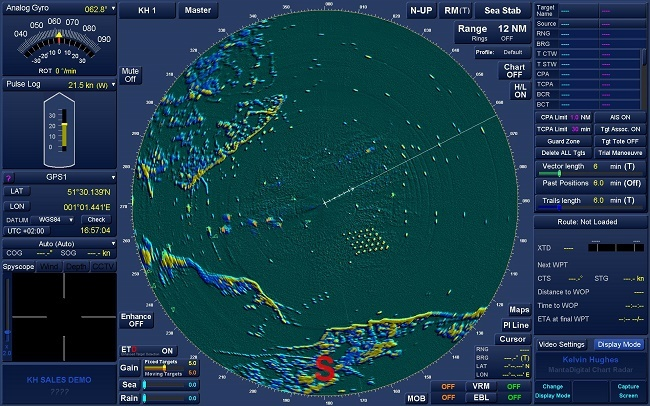 Analog Gyro 062.8°
040 050 060 070 080 090
-30 0 30
ROT 0 °/min
Pulse Log 21.5 kn (W)
30
20
10
0
? GPS1
LAT 51°30.139'N
LON 001°01.441'E
DATUM WGS84 Check
UTC +02:00 16:57:04
Auto (Auto)
COG ---.-° SOG --.- kn
Spyscope Wind Depth CCTV
KH SALES DEMO
????
KH 1 Master
Mute
Off
Enhance
OFF
ON
Gain Fixed Targets 5.0
Moving Targets 5.0
Sea 0.0
Rain 0.0
S
N-UP RM(T) Sea Stab
Range 12 NM
Rings OFF
Profile: Default
Chart
OFF
H/L
ON
Maps
PI Line
Cursor
RNG ----
BRG ---.-° (T)
LAT --°--.---' N
LON ---°--.---' E
MOB OFF VRM OFF
OFF EBL OFF
Target
Name ----
Source ----
RNG ----
BRG ----
T CTW ----
T STW ----
CPA ----
TCPA ----
BCR ----
BCT ----
CPA Limit 1.0 NM AIS ON
TCPA Limit 30 min Tgt Assoc. ON
Guard Zone Tgt Tote OFF
Delete ALL Tgts Trial Manoeuvre
Vector length 6 min (T)
Past Positions 6.0 min (Off)
Trails length 6.0 min (T)
Route: Not Loaded
XTD ----
Next WPT
CTS ---.-° STG ---.- kn
Distance to WOP ----
Time to WOP --:--
ETA at final WPT --/--:--
Video Settings Display Mode
Kelvin Hughes
MantaDigital Chart Radar
Change
Display Mode
Capture
Screen